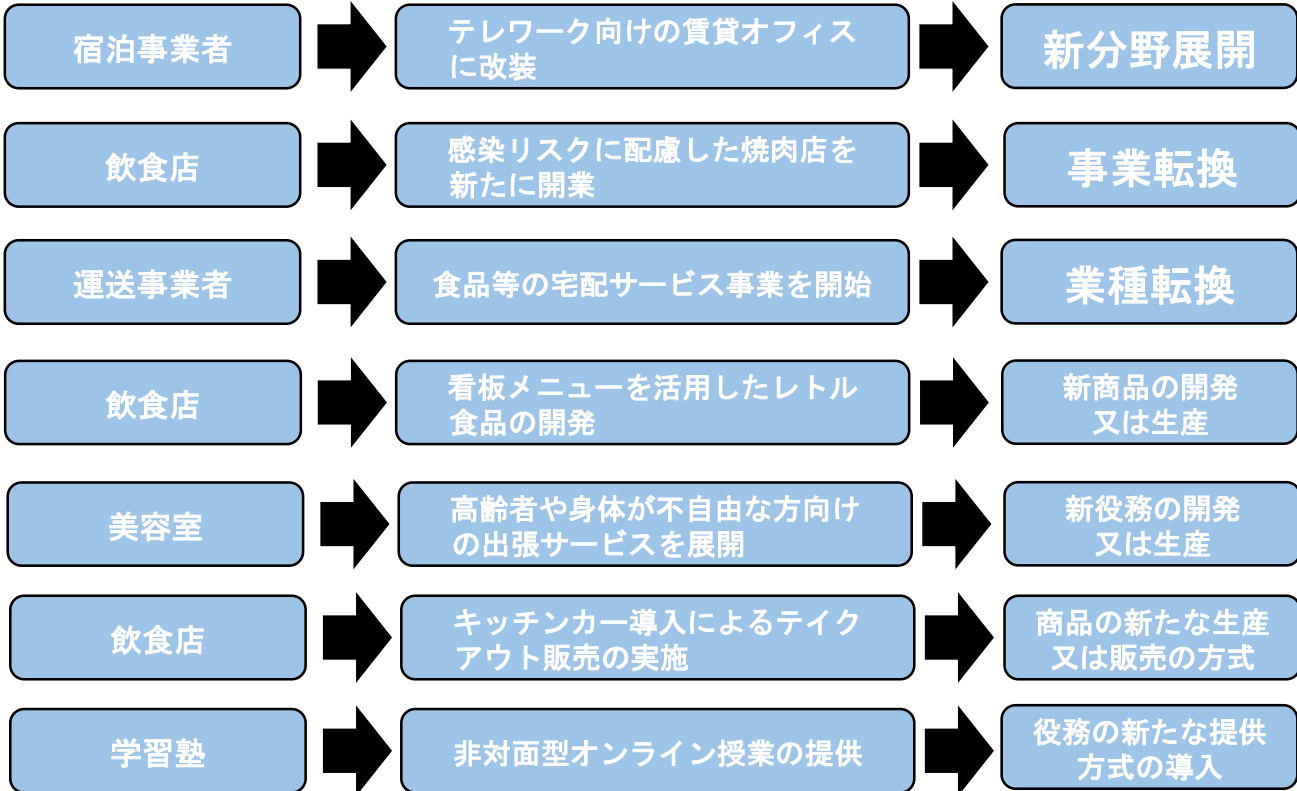 宿泊事業者
テレワーク向けの賃貸オフィス
に改装
新分野展開
飲食店
感染リスクに配慮した焼肉店を
新たに開業
事業転換
運送事業者
食品等の宅配サービス事業を開始
業種転換
飲食店
看板メニューを活用したレトル
食品の開発
新商品の開発
又は生産
美容室
高齢者や身体が不自由な方向け
の出張サービスを展開
新役務の開発
又は生産
飲食店
キッチンカー導入によるテイク
アウト販売の実施
商品の新たな生産
又は販売の方式
学習塾
非対面型オンライン授業の提供
役務の新たな提供
方式の導入